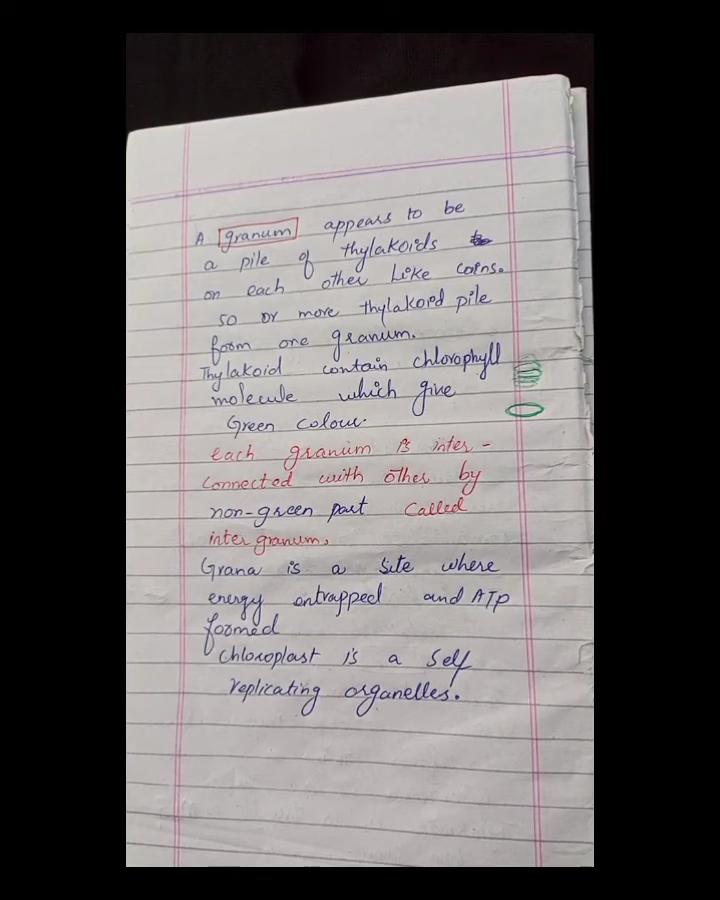 A granum appears to be
a pile of thylakoids
on each other Like coins.
50 or more thylakoid pile
form one granum.
Thylakoid contain chlorophyll
molecule which give
Green colour.
each granum is inter-
connected with other by
non-green part called
inter granum,
Grana is a site where
energy entrapped and ATP
formed
chloroplast is a self
replicating organelles.